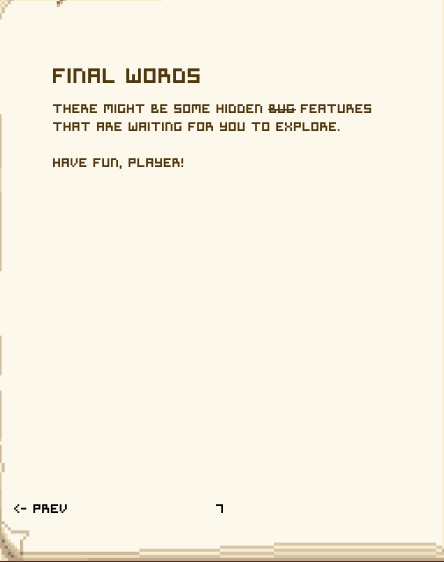 FINAL WORDS
THERE MIGHT BE SOME HIDDEN BUG FEATURES
THAT ARE WAITING FOR YOU TO EXPLORE.
HAVE FUN, PLAYER!
<- PREV
7